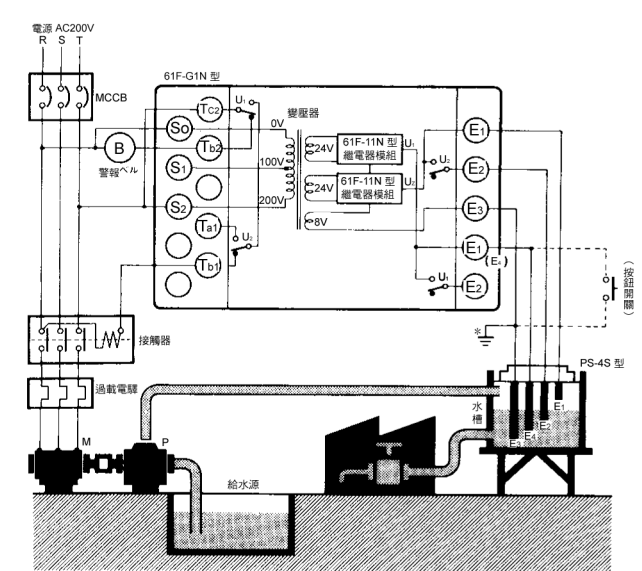 電源 AC200V
R S T
MCCB
61F-G1N 型
Tc2
U₁
變壓器
So
0V
B
警報ベル
Tb2
24V
61F-11N 型
繼電器模組
U₁
E1
S1
100V
U₂
E2
24V
61F-11N 型
繼電器模組
U₂
S2
200V
E3
8V
Ta1
U₂
E1
(E₄)
Tb1
U₁
E2
(按鈕開關)
*
接觸器
PS-4S 型
過載電驛
水槽
E1
E2
E4
E3
M
P
給水源